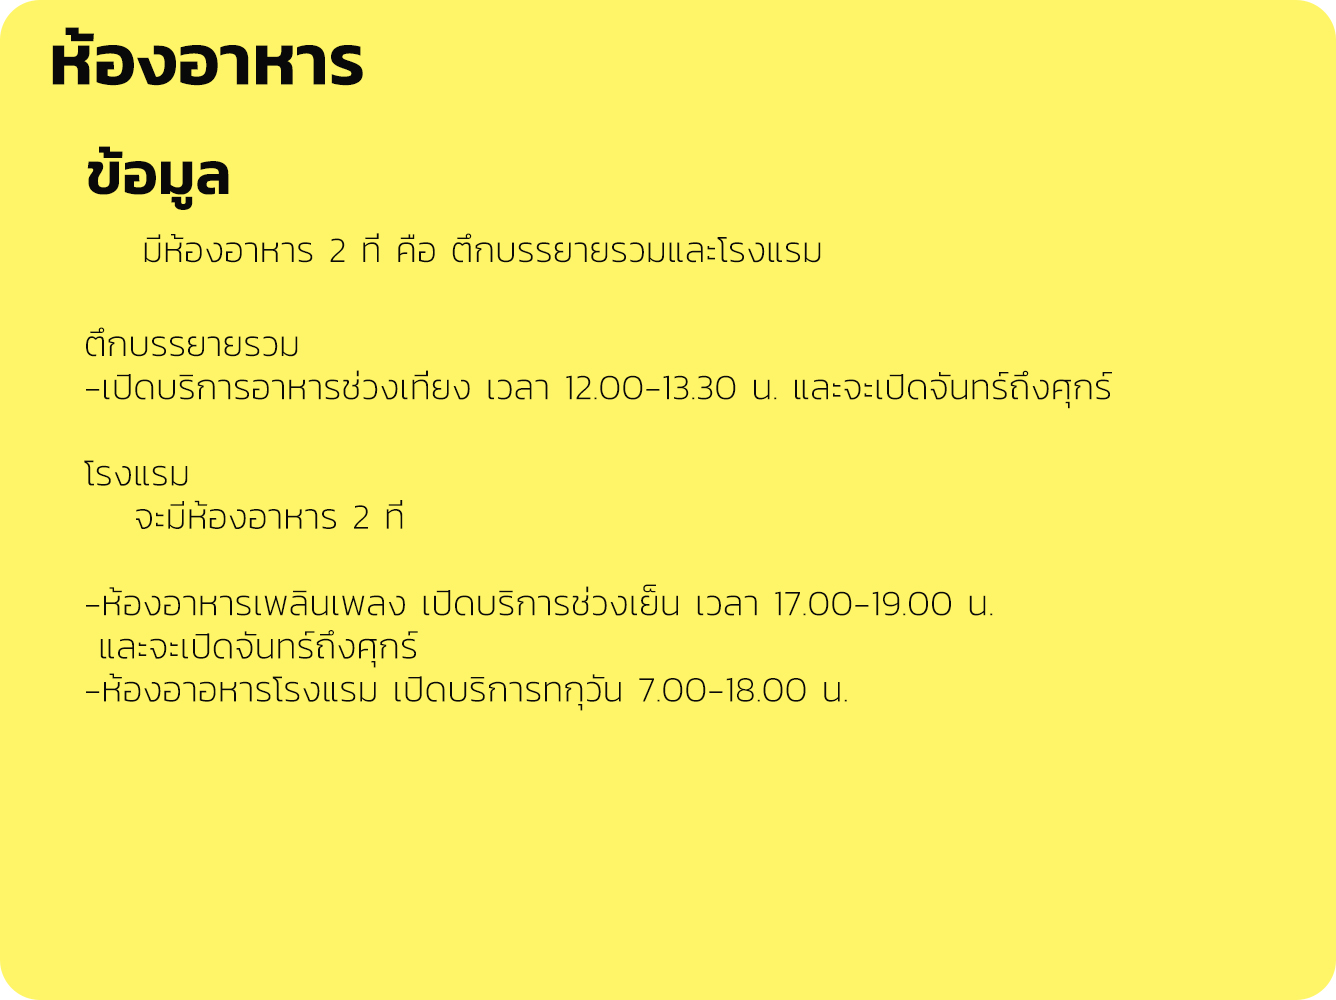 ห้องอาหาร
ข้อมูล
มีห้องอาหาร 2 ที่ คือ ตึกบรรยายรวมและโรงแรม
ตึกบรรยายรวม
-เปิดบริการอาหารช่วงเที่ยง เวลา 12.00-13.30 น. และจะเปิดจันทร์ถึงศุกร์
โรงแรม
จะมีห้องอาหาร 2 ที่
-ห้องอาหารเพลินเพลง เปิดบริการช่วงเย็น เวลา 17.00-19.00 น.
และจะเปิดจันทร์ถึงศุกร์
-ห้องอาอหารโรงแรม เปิดบริการทกุวัน 7.00-18.00 น.